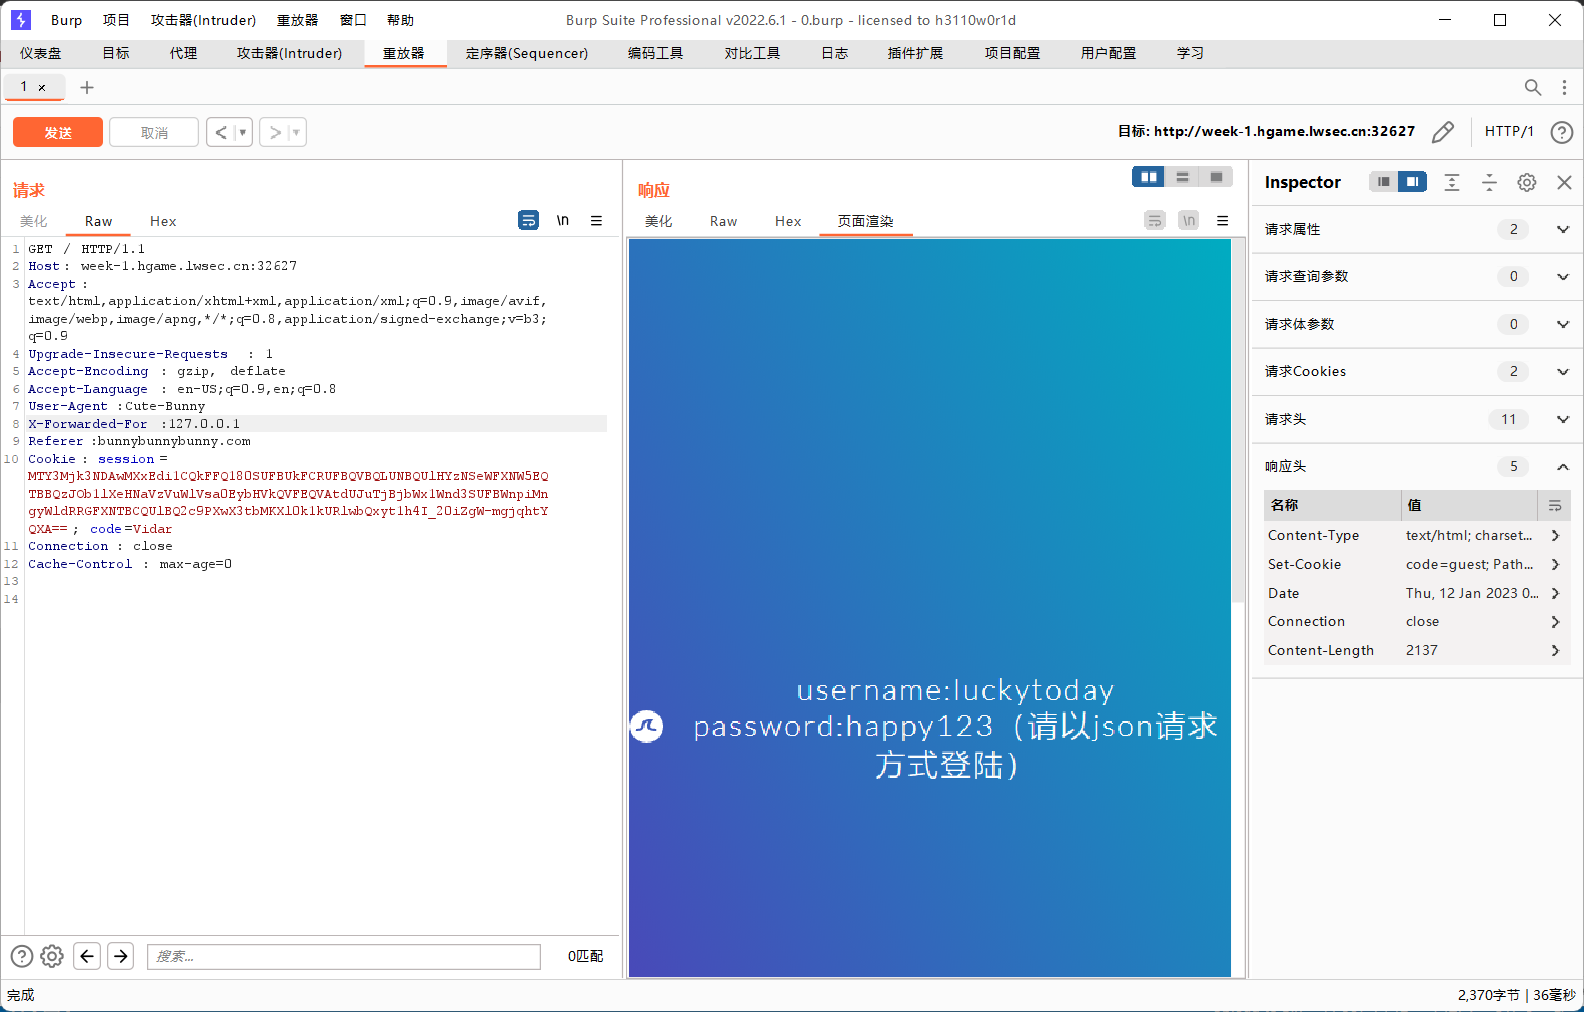 Burp 项目 攻击器(Intruder) 重放器 窗口 帮助 Burp Suite Professional v2022.6.1 - 0.burp - licensed to h3110w0r1d
仪表盘 目标 代理 攻击器(Intruder) 重放器 定序器(Sequencer) 编码工具 对比工具 日志 插件扩展 项目配置 用户配置 学习
1 × +
发送 取消 < > 目标: http://week-1.hgame.lwsec.cn:32627 HTTP/1 ?
请求
美化 Raw Hex \n
1 GET / HTTP/1.1
2 Host: week-1.hgame.lwsec.cn:32627
3 Accept:
text/html,application/xhtml+xml,application/xml;q=0.9,image/avif,
image/webp,image/apng,*/*;q=0.8,application/signed-exchange;v=b3;
q=0.9
4 Upgrade-Insecure-Requests : 1
5 Accept-Encoding : gzip, deflate
6 Accept-Language : en-US;q=0.9,en;q=0.8
7 User-Agent :Cute-Bunny
8 X-Forwarded-For :127.0.0.1
9 Referer :bunnybunnybunny.com
10 Cookie: session=
QXA==; code=Vidar
11 Connection : close
12 Cache-Control : max-age=0
13
14
? 搜索... 0匹配
响应
美化 Raw Hex 页面渲染 \n
username:luckytoday
password:happy123（请以json请求
方式登陆）
Inspector
请求属性 2
请求查询参数 0
请求体参数 0
请求Cookies 2
请求头 11
响应头 5
名称 值
Content-Type text/html; charset...
Set-Cookie code=guest; Path...
Date Thu, 12 Jan 2023 0...
Connection close
Content-Length 2137
完成 2,370字节 | 36毫秒